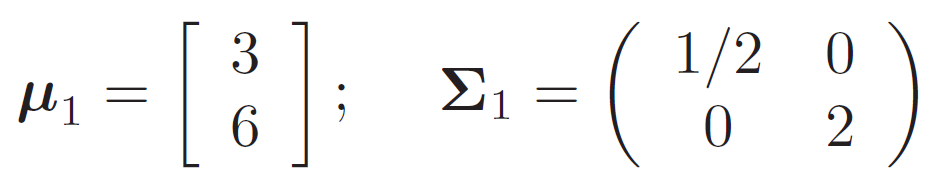 μ₁ = [ 3 6 ] ; Σ₁ = ( 1/2 0 0 2 )